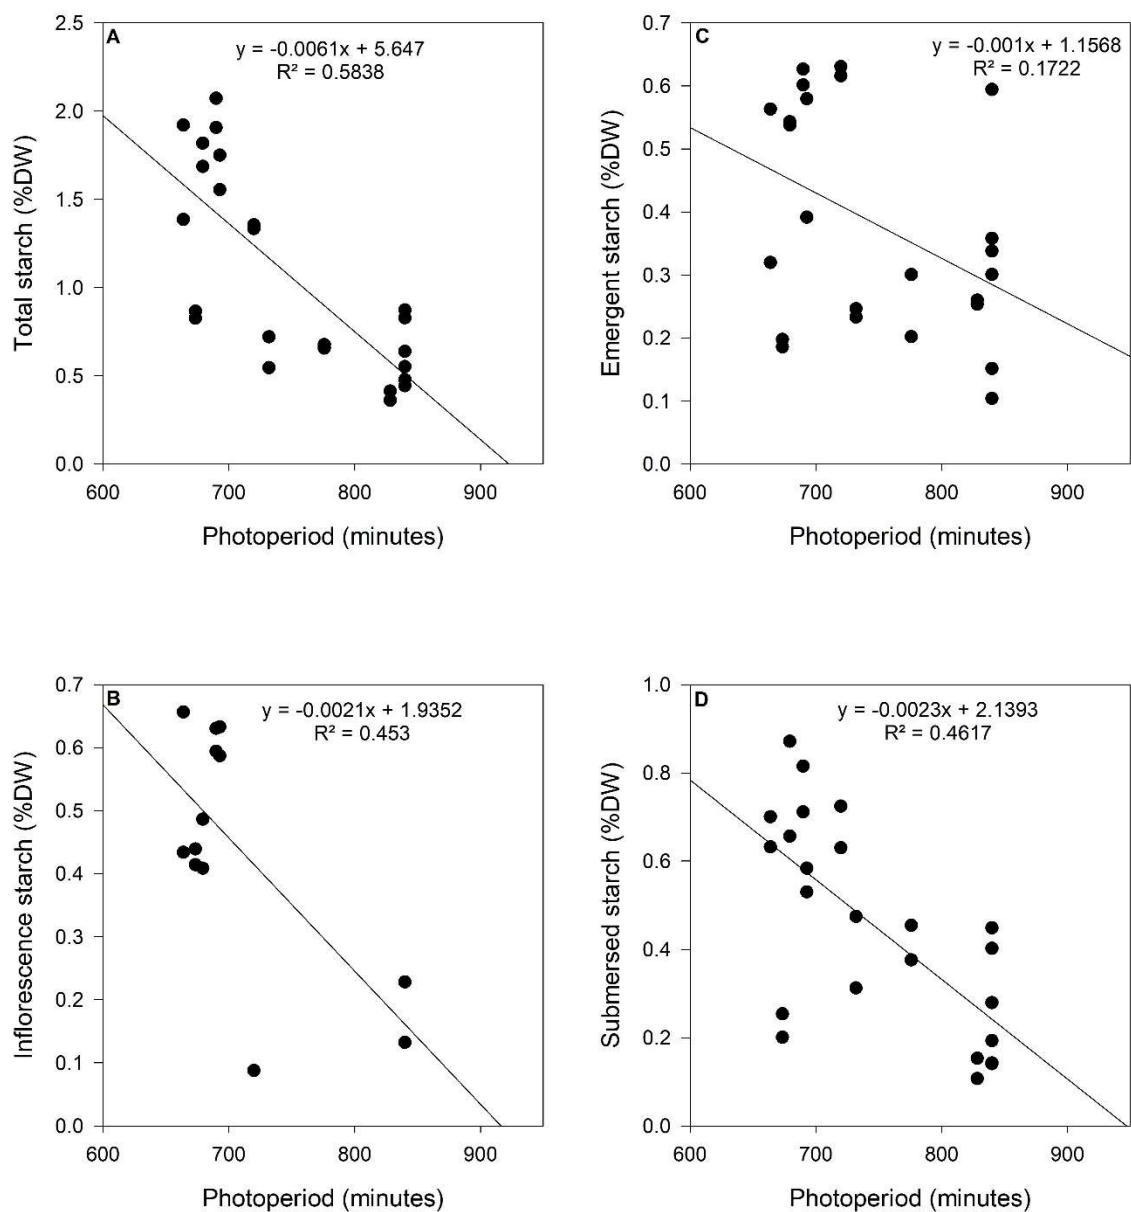 A
y = -0.0061x + 5.647
R² = 0.5838
2.5
2.0
1.5
1.0
0.5
0.0
Total starch (%DW)
600 700 800 900
Photoperiod (minutes)
C
y = -0.001x + 1.1568
R² = 0.1722
0.7
0.6
0.5
0.4
0.3
0.2
0.1
0.0
Emergent starch (%DW)
600 700 800 900
Photoperiod (minutes)
B
y = -0.0021x + 1.9352
R² = 0.453
0.7
0.6
0.5
0.4
0.3
0.2
0.1
0.0
Inflorescence starch (%DW)
600 700 800 900
Photoperiod (minutes)
D
y = -0.0023x + 2.1393
R² = 0.4617
1.0
0.8
0.6
0.4
0.2
0.0
Submersed starch (%DW)
600 700 800 900
Photoperiod (minutes)